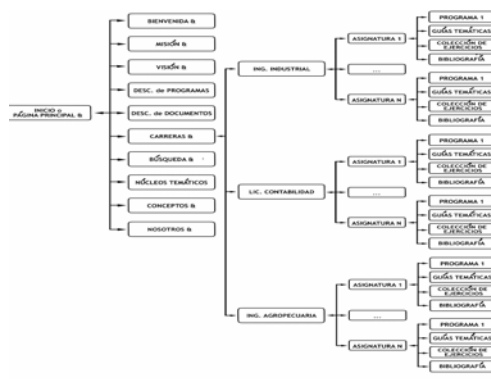 INICIO o
PÁGINA PRINCIPAL &
BIENVENIDA &
MISIÓN &
VISIÓN &
DESC. de PROGRAMAS
DESC. de DOCUMENTOS
CARRERAS &
BÚSQUEDA &
NÚCLEOS TEMÁTICOS
CONCEPTOS &
NOSOTROS &
ING. INDUSTRIAL
ASIGNATURA 1
PROGRAMA 1
GUÍAS TEMÁTICAS
COLECCIÓN DE
EJERCICIOS
BIBLIOGRAFÍA
...
ASIGNATURA N
PROGRAMA 1
GUÍAS TEMÁTICAS
COLECCIÓN DE
EJERCICIOS
BIBLIOGRAFÍA
LIC. CONTABILIDAD
ASIGNATURA 1
PROGRAMA 1
GUÍAS TEMÁTICAS
COLECCIÓN DE
EJERCICIOS
BIBLIOGRAFÍA
...
ASIGNATURA N
PROGRAMA 1
GUÍAS TEMÁTICAS
COLECCIÓN DE
EJERCICIOS
BIBLIOGRAFÍA
ING. AGROPECUARIA
ASIGNATURA 1
PROGRAMA 1
GUÍAS TEMÁTICAS
COLECCIÓN DE
EJERCICIOS
BIBLIOGRAFÍA
...
ASIGNATURA N
PROGRAMA 1
GUÍAS TEMÁTICAS
COLECCIÓN DE
EJERCICIOS
BIBLIOGRAFÍA